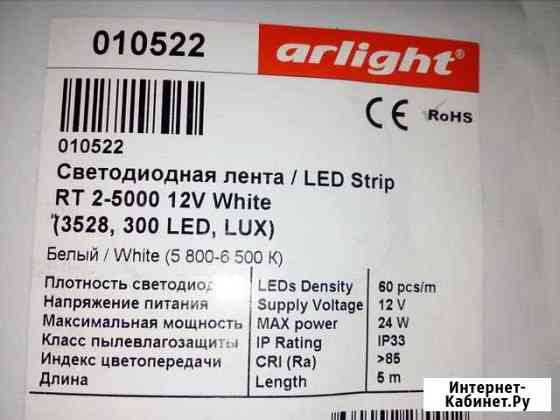 010522
arlight
RoHS
010522
Светодиодная лента / LED Strip
RT 2-5000 12V White
(3528, 300 LED, LUX)
Белый / White (5 800-6 500 K)
Плотность светодиод LEDs Density 60 pcs/m
Напряжение питания Supply Voltage 12 V
Максимальная мощность MAX power 24 W
Класс пылевлагозащиты IP Rating IP33
Индекс цветопередачи CRI (Ra) >85
Длина Length 5 m
Интернет-
Кабинет.Ру